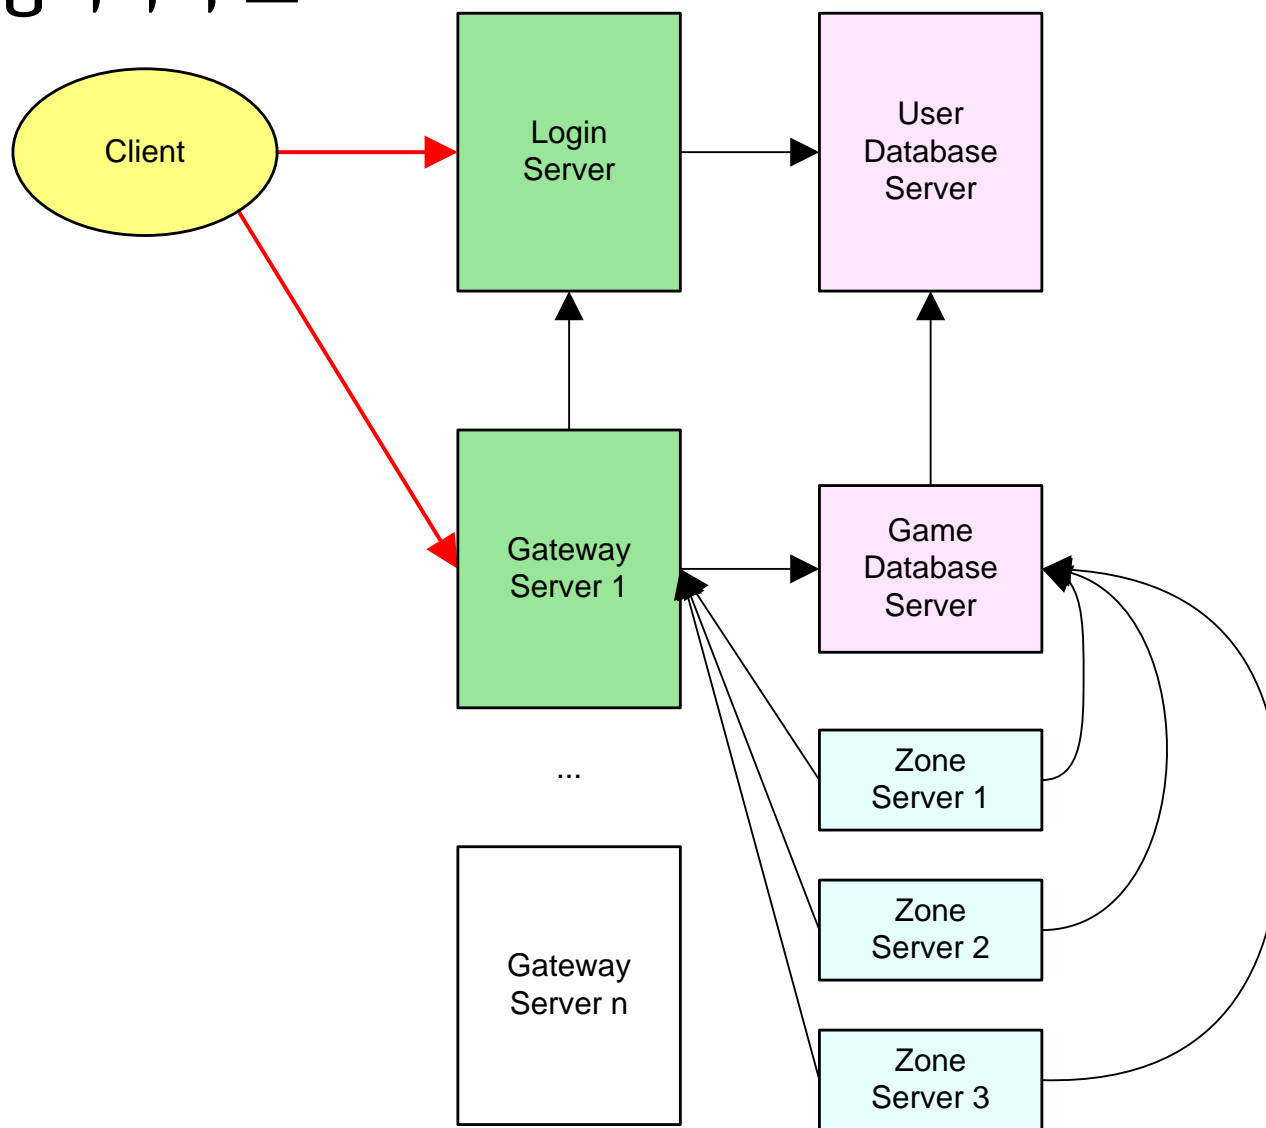 Client
Login
Server
User
Database
Server
Gateway
Server 1
Game
Database
Server
...
Zone
Server 1
Zone
Server 2
Gateway
Server n
Zone
Server 3